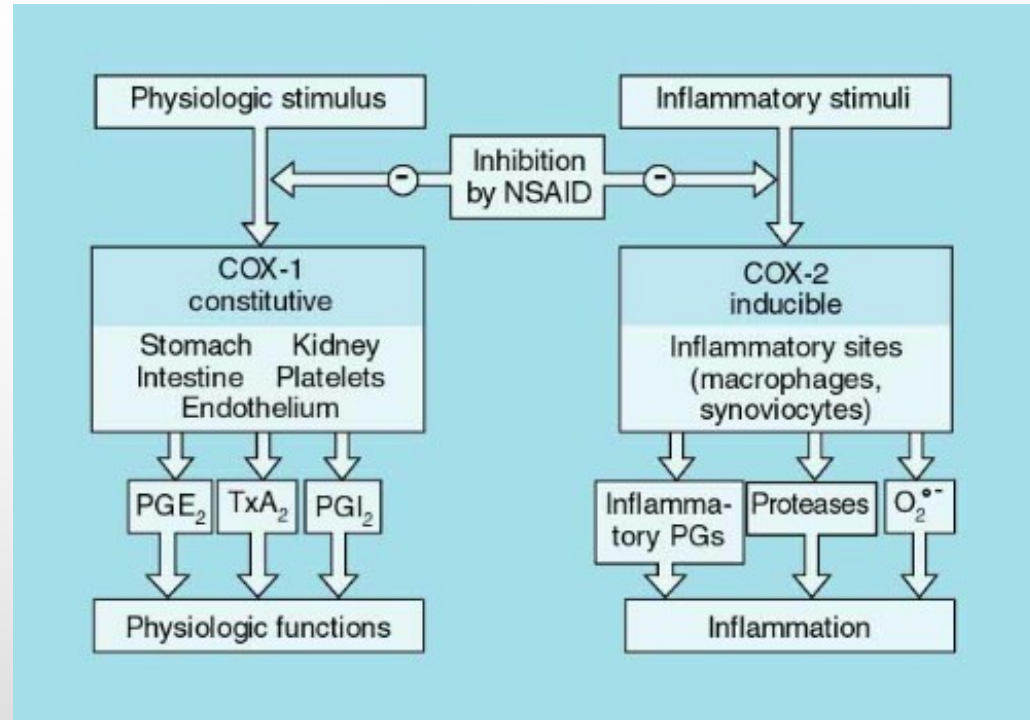 Physiologic stimulus
Inflammatory stimuli
Inhibition
by NSAID
-
-
COX-1
constitutive
Stomach Kidney
Intestine Platelets
Endothelium
COX-2
inducible
Inflammatory sites
(macrophages,
synoviocytes)
PGE₂
TxA₂
PGI₂
Inflamma-
tory PGs
Proteases
O₂°⁻
Physiologic functions
Inflammation